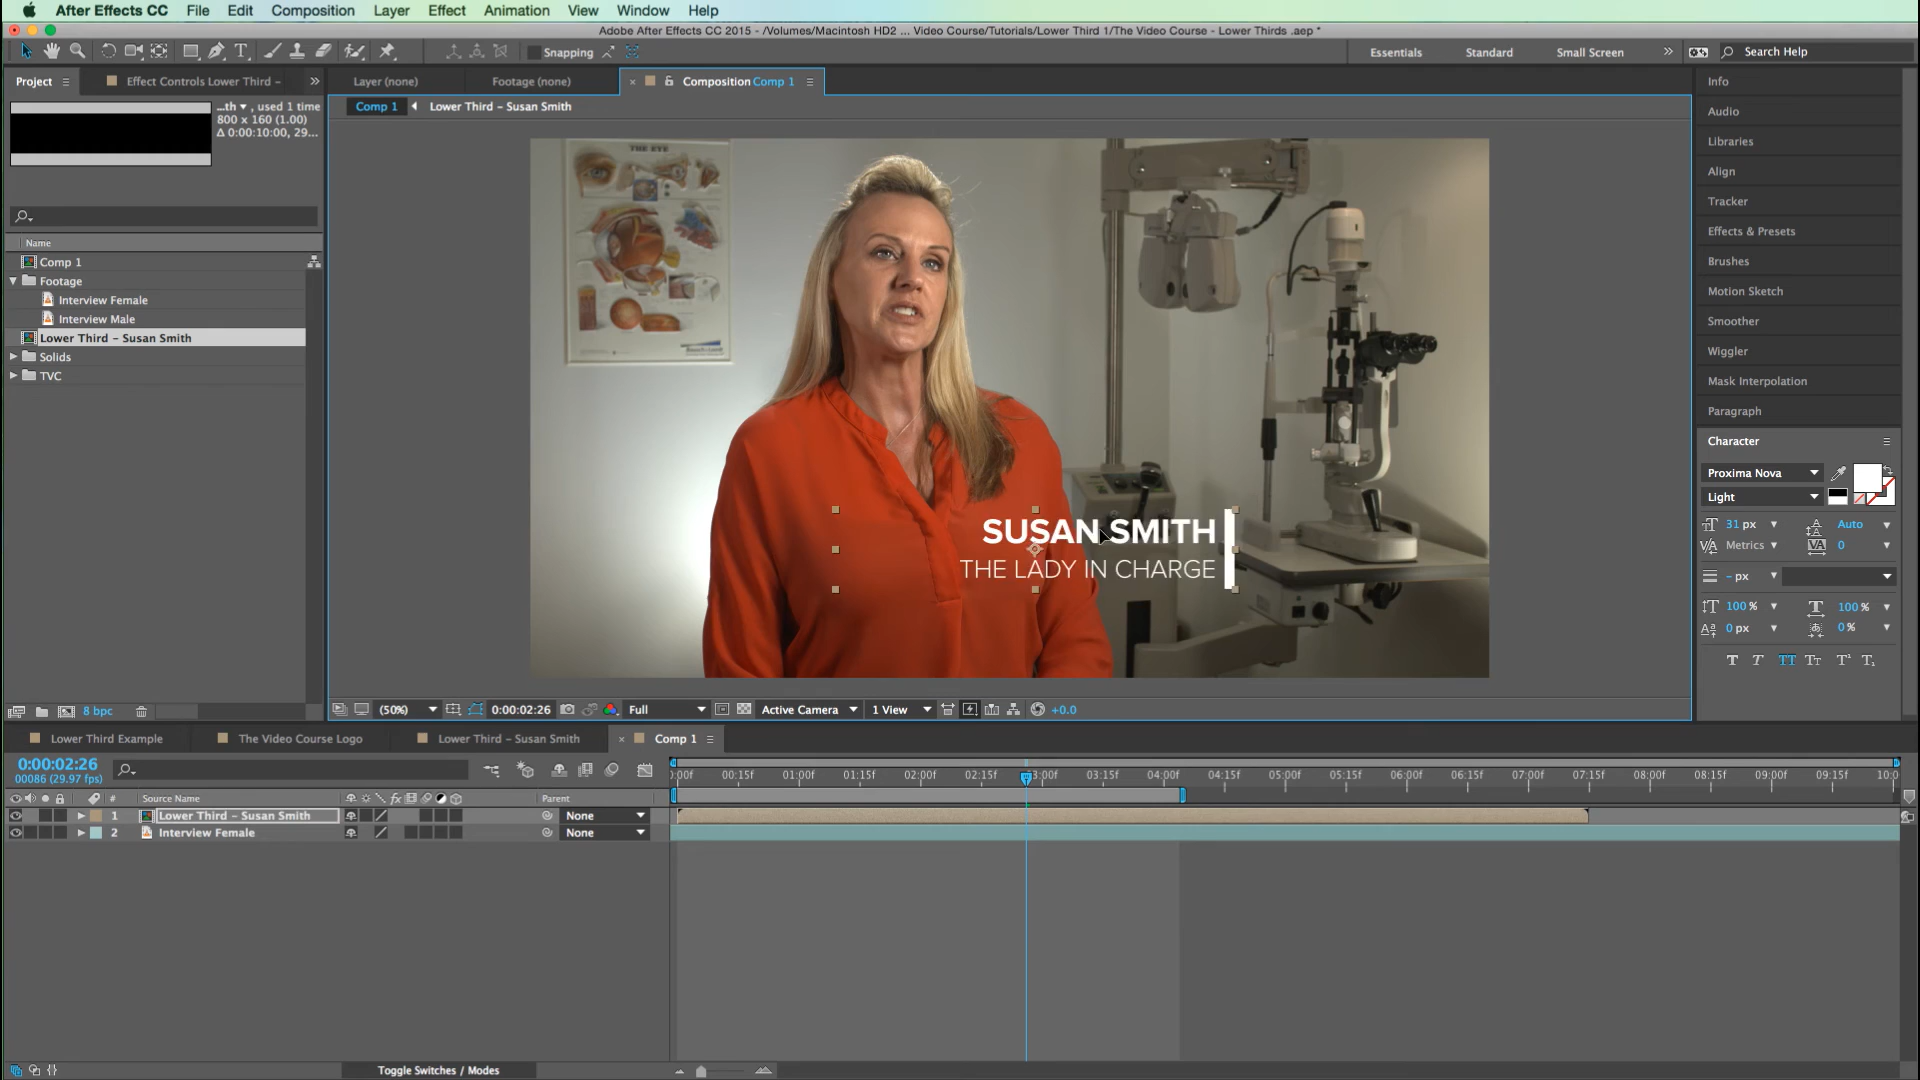 After Effects CC File Edit Composition Layer Effect Animation View Window Help
Adobe After Effects CC 2015 - /Volumes/Macintosh HD2 ... Video Course/Tutorials/Lower Third 1/The Video Course - Lower Thirds .aep *
Snapping Essentials Standard Small Screen Search Help
Project Effect Controls Lower Third – Layer (none) Footage (none) Composition Comp 1 Info
...th , used 1 time
800 x 160 (1.00)
Δ 0:00:10:00, 29...
Comp 1 Lower Third – Susan Smith
Audio
Libraries
Align
Tracker
Effects & Presets
Brushes
Motion Sketch
Smoother
Wiggler
Mask Interpolation
Paragraph
Character
Proxima Nova
Light
31 px Auto
Metrics 0
– px
100 % 100 %
0 px 0 %
Name
Comp 1
Footage
Interview Female
Interview Male
Lower Third – Susan Smith
Solids
TVC
THE EYE
SUSAN SMITH
THE LADY IN CHARGE
8 bpc (50%) 0:00:02:26 Full Active Camera 1 View +0.0
Lower Third Example The Video Course Logo Lower Third – Susan Smith Comp 1
0:00:02:26
00086 (29.97 fps)
:00f 00:15f 01:00f 01:15f 02:00f 02:15f 03:00f 03:15f 04:00f 04:15f 05:00f 05:15f 06:00f 06:15f 07:00f 07:15f 08:00f 08:15f 09:00f 09:15f 10:0
# Source Name Parent
1 Lower Third – Susan Smith None
2 Interview Female None
Toggle Switches / Modes